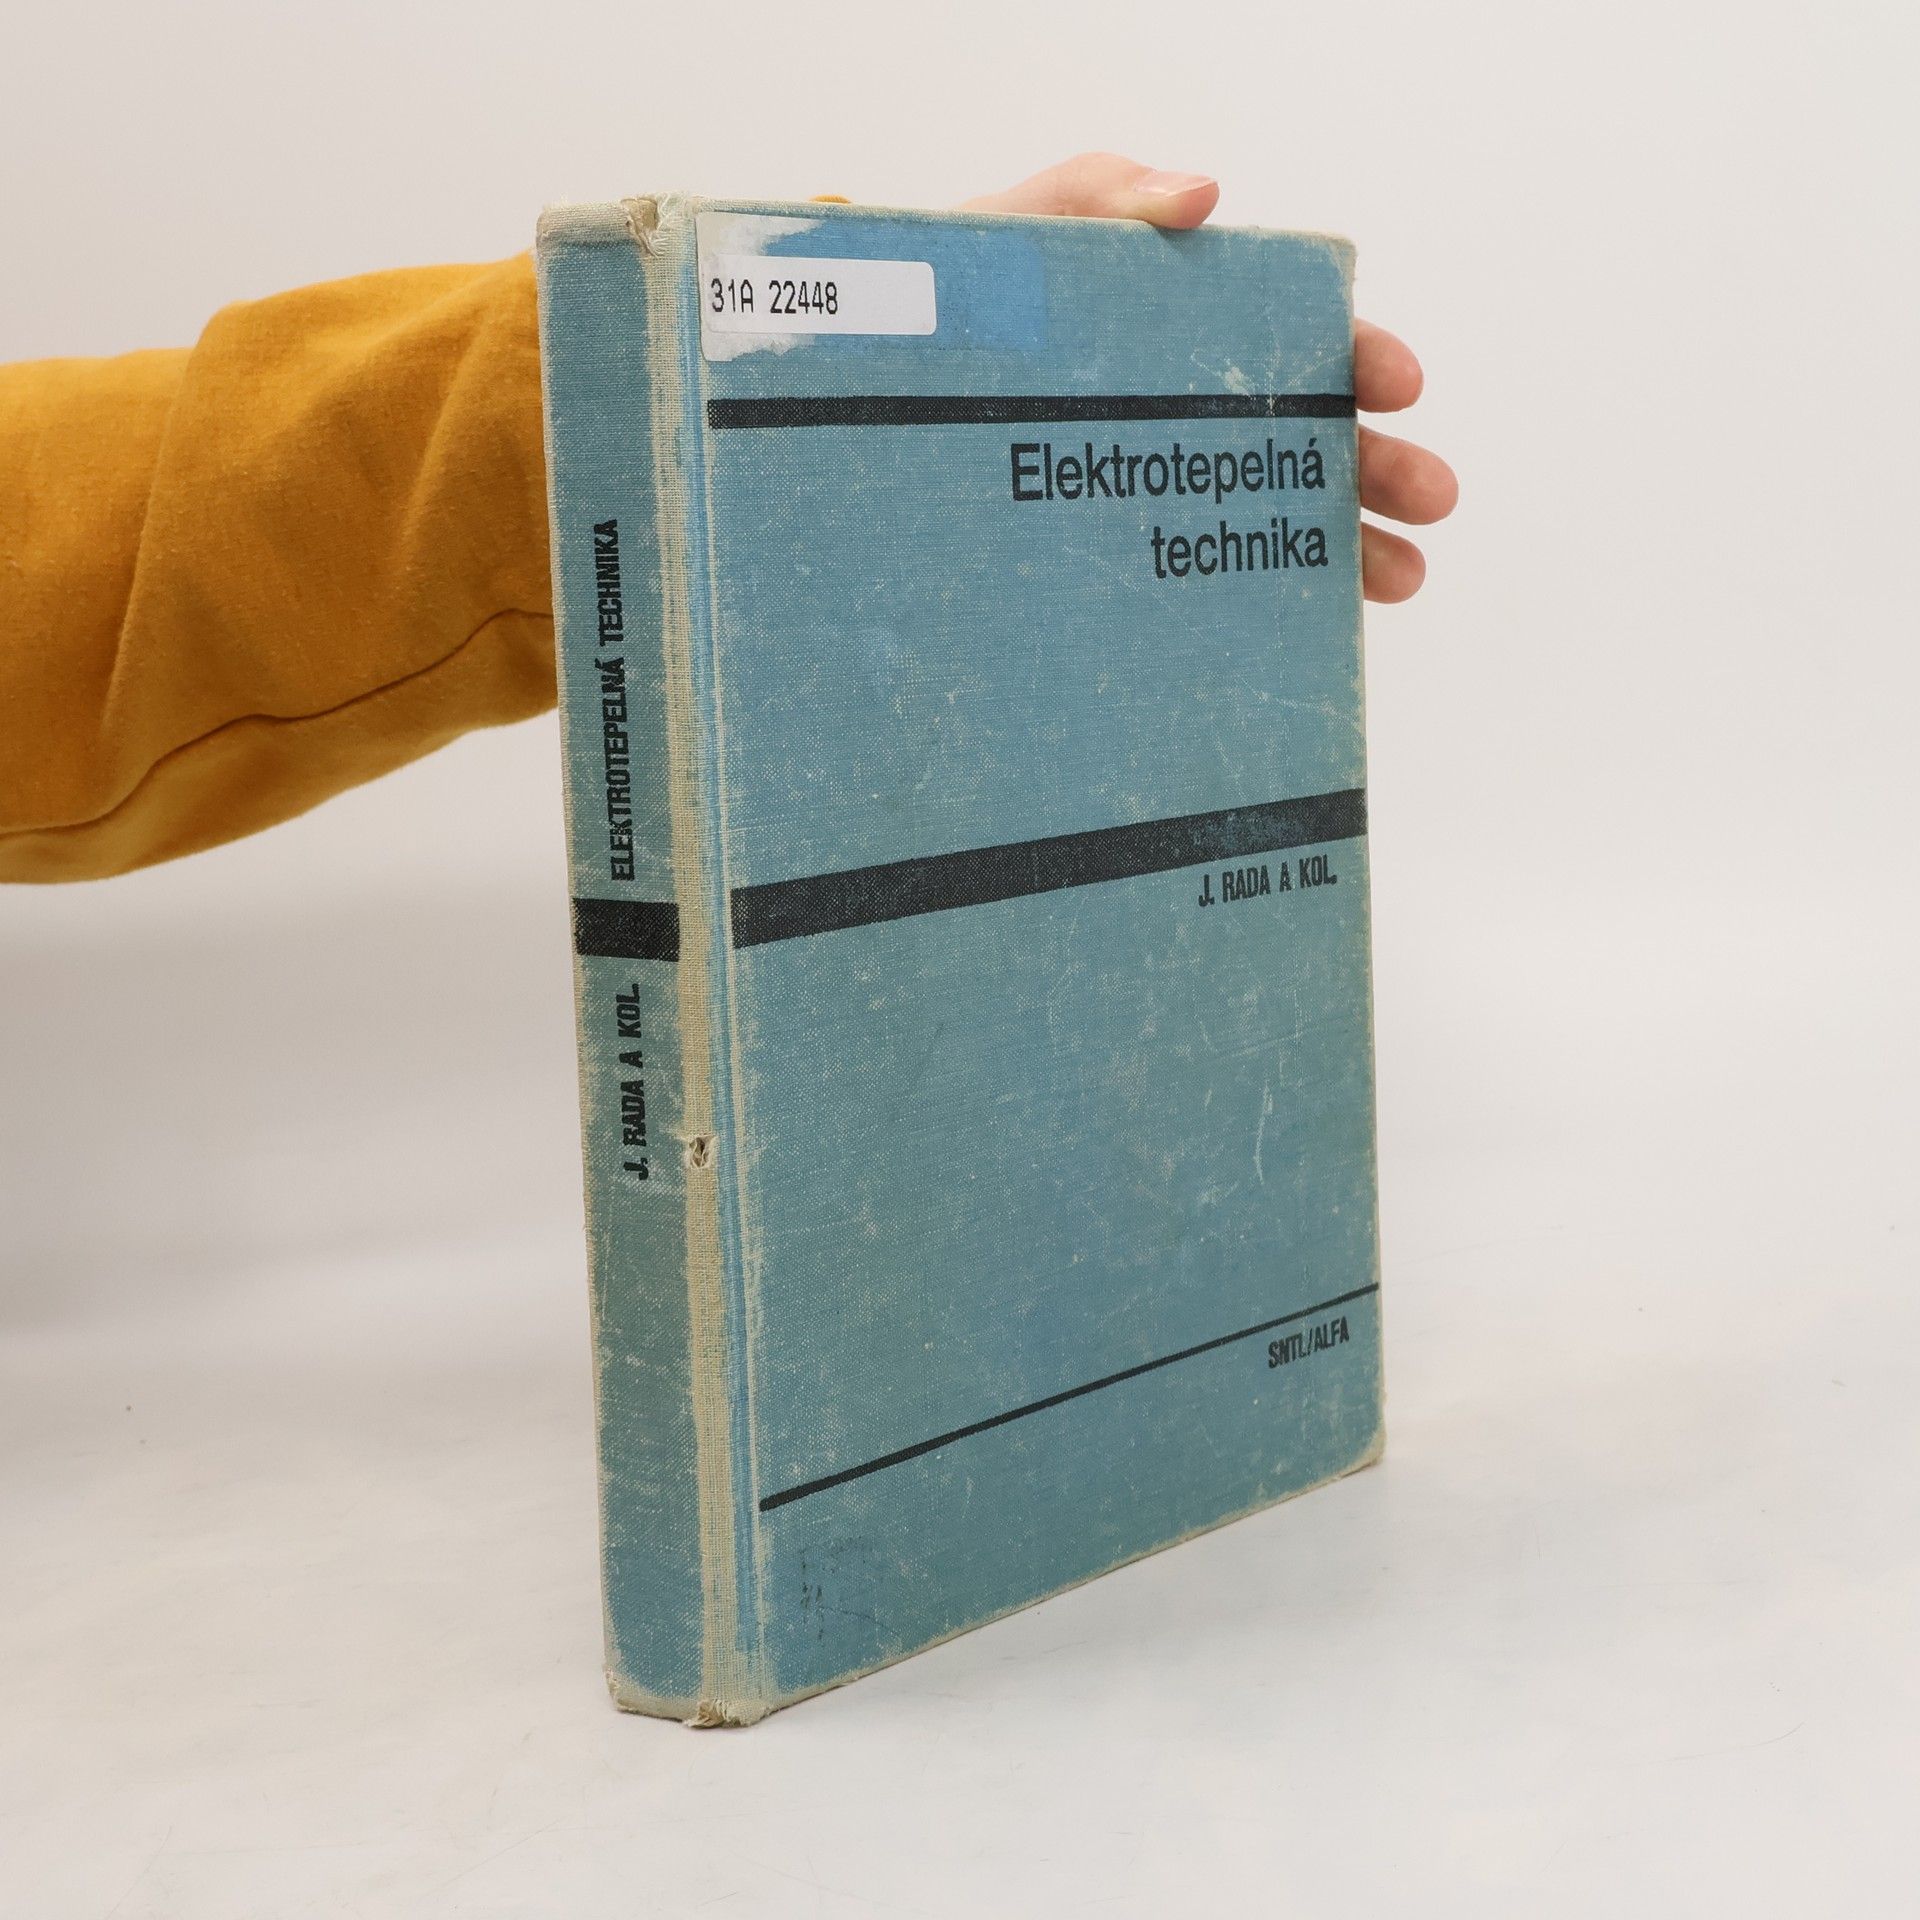 31A 22448
Elektrotepelná
technika
J. RADA A KOL.
SNTL/ALFA
ELEKTROTEPELNÁ TECHNIKA
J. RADA A KOL.